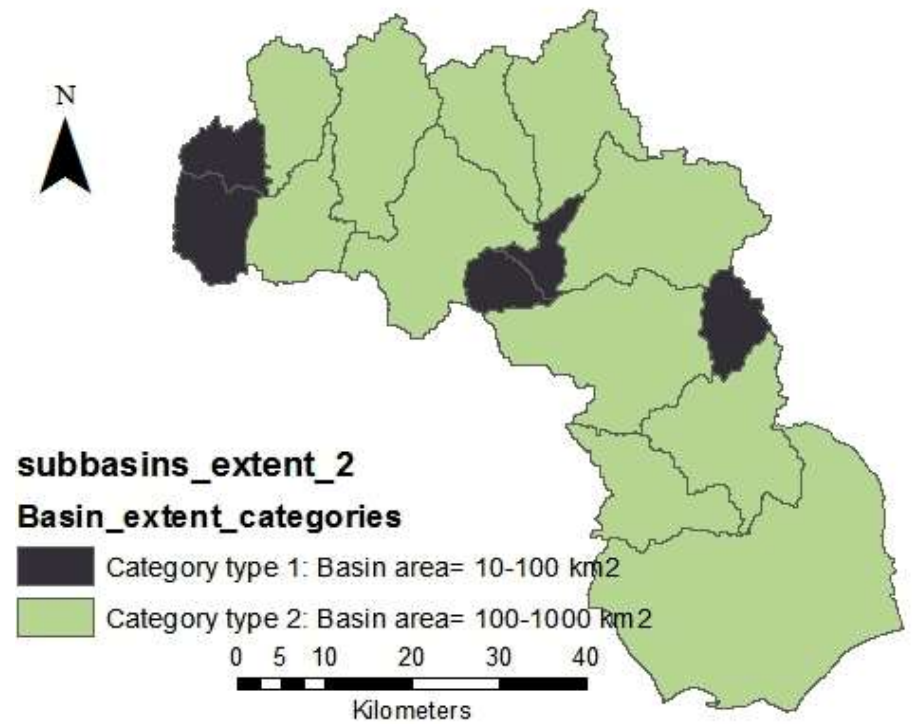 N
subbasins_extent_2
Basin_extent_categories
Category type 1: Basin area= 10-100 km2
Category type 2: Basin area= 100-1000 km2
0 5 10 20 30 40
Kilometers